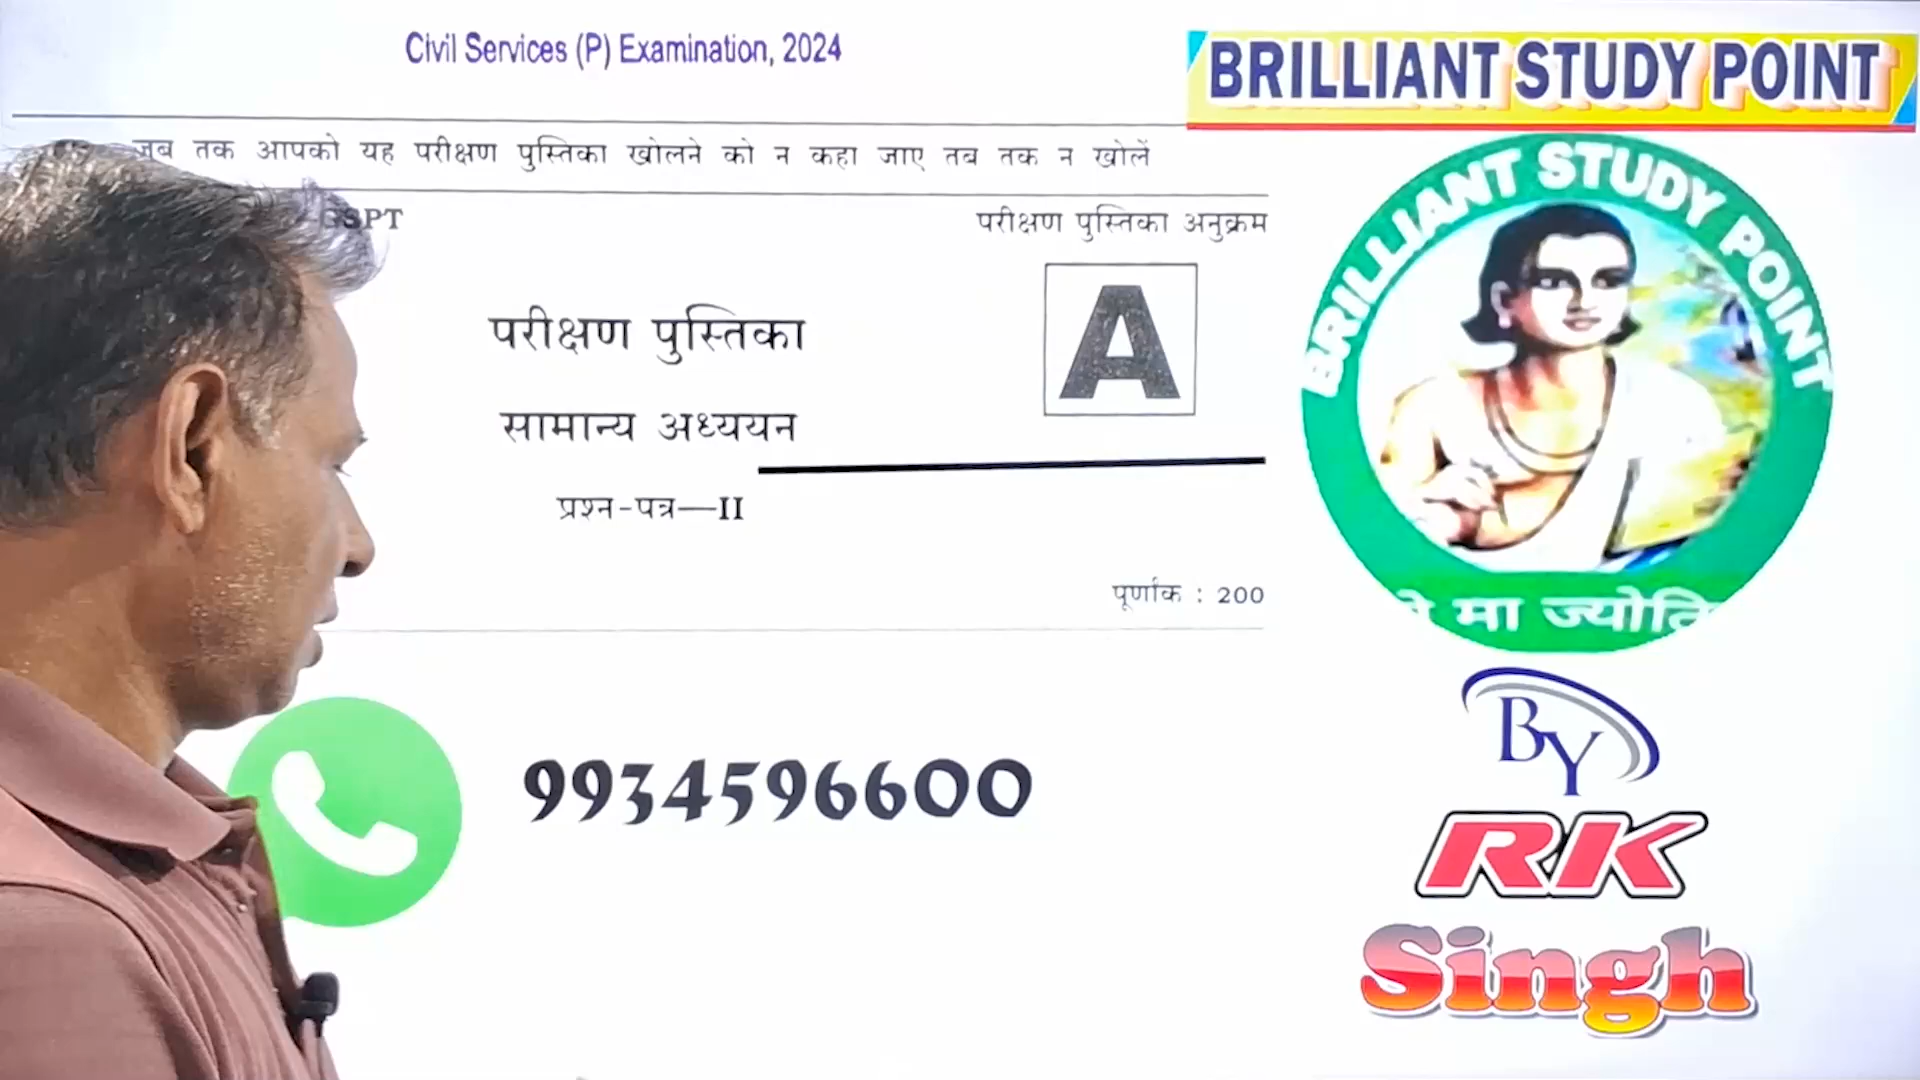 Civil Services (P) Examination, 2024
BRILLIANT STUDY POINT
जब तक आपको यह परीक्षण पुस्तिका खोलने को न कहा जाए तब तक न खोलें
GSPT
परीक्षण पुस्तिका अनुक्रम
A
परीक्षण पुस्तिका
सामान्य अध्ययन
प्रश्न-पत्र—II
पूर्णांक : 200
BRILLIANT STUDY POINT
मा ज्योति
9934596600
BY
RK
Singh